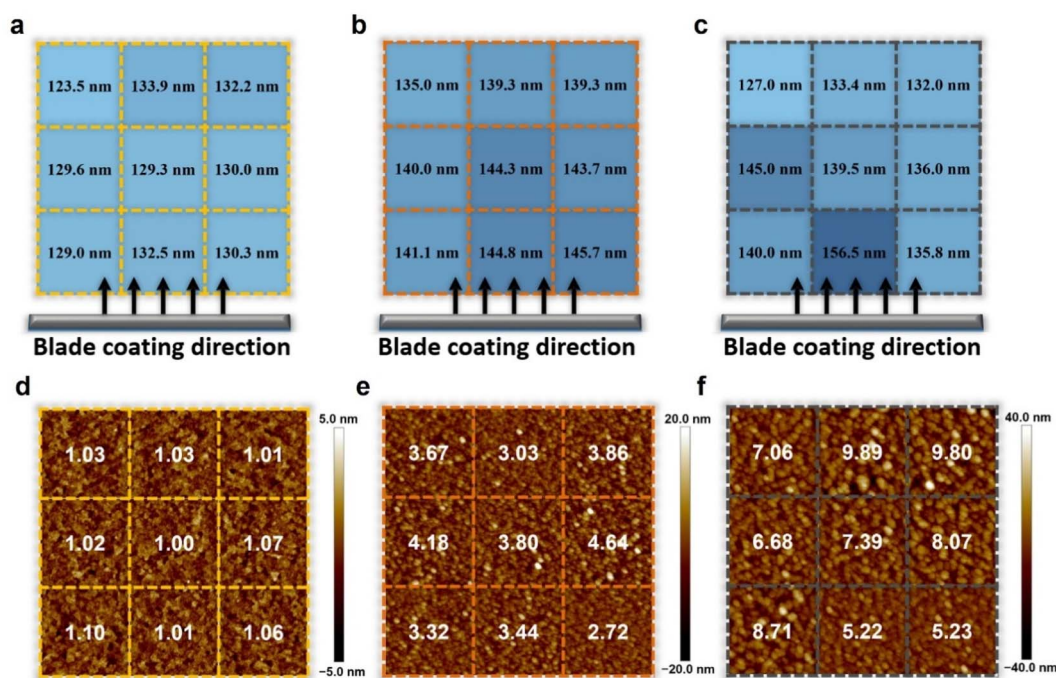 a b c
123.5 nm 133.9 nm 132.2 nm 135.0 nm 139.3 nm 139.3 nm 127.0 nm 133.4 nm 132.0 nm
129.6 nm 129.3 nm 130.0 nm 140.0 nm 144.3 nm 143.7 nm 145.0 nm 139.5 nm 136.0 nm
129.0 nm 132.5 nm 130.3 nm 141.1 nm 144.8 nm 145.7 nm 140.0 nm 156.5 nm 135.8 nm
Blade coating direction Blade coating direction Blade coating direction
d e f
5.0 nm 20.0 nm 40.0 nm
1.03 1.03 1.01 3.67 3.03 3.86 7.06 9.89 9.80
1.02 1.00 1.07 4.18 3.80 4.64 6.68 7.39 8.07
1.10 1.01 1.06 3.32 3.44 2.72 8.71 5.22 5.23
−5.0 nm −20.0 nm −40.0 nm